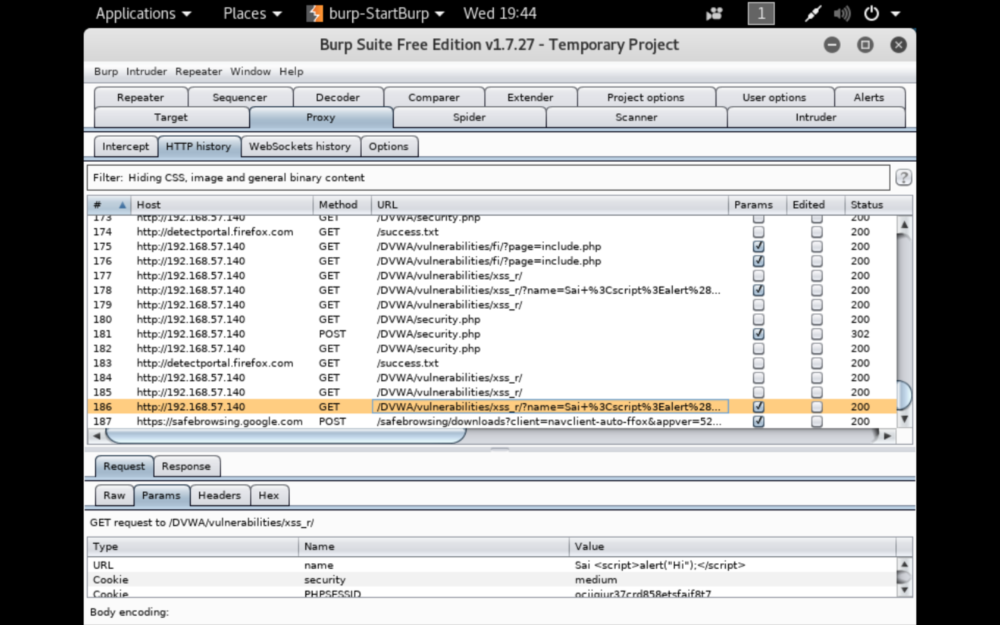 Applications Places burp-StartBurp Wed 19:44 1
Burp Suite Free Edition v1.7.27 - Temporary Project
Burp Intruder Repeater Window Help
Repeater Sequencer Decoder Comparer Extender Project options User options Alerts
Target Proxy Spider Scanner Intruder
Intercept HTTP history WebSockets history Options
Filter: Hiding CSS, image and general binary content ?
# Host Method URL Params Edited Status
173 http://192.168.57.140 GET /DVWA/security.php 200
174 http://detectportal.firefox.com GET /success.txt 200
175 http://192.168.57.140 GET /DVWA/vulnerabilities/fi/?page=include.php 200
176 http://192.168.57.140 GET /DVWA/vulnerabilities/fi/?page=include.php 200
177 http://192.168.57.140 GET /DVWA/vulnerabilities/xss_r/ 200
178 http://192.168.57.140 GET /DVWA/vulnerabilities/xss_r/?name=Sai+%3Cscript%3Ealert%28... 200
179 http://192.168.57.140 GET /DVWA/vulnerabilities/xss_r/ 200
180 http://192.168.57.140 GET /DVWA/security.php 200
181 http://192.168.57.140 POST /DVWA/security.php 302
182 http://192.168.57.140 GET /DVWA/security.php 200
183 http://detectportal.firefox.com GET /success.txt 200
184 http://192.168.57.140 GET /DVWA/vulnerabilities/xss_r/ 200
185 http://192.168.57.140 GET /DVWA/vulnerabilities/xss_r/ 200
186 http://192.168.57.140 GET /DVWA/vulnerabilities/xss_r/?name=Sai+%3Cscript%3Ealert%28... 200
187 https://safebrowsing.google.com POST /safebrowsing/downloads?client=navclient-auto-ffox&appver=52... 200
Request Response
Raw Params Headers Hex
GET request to /DVWA/vulnerabilities/xss_r/
Type Name Value
URL name Sai <script>alert("Hi");</script>
Cookie security medium
Cookie PHPSESSID
Body encoding: